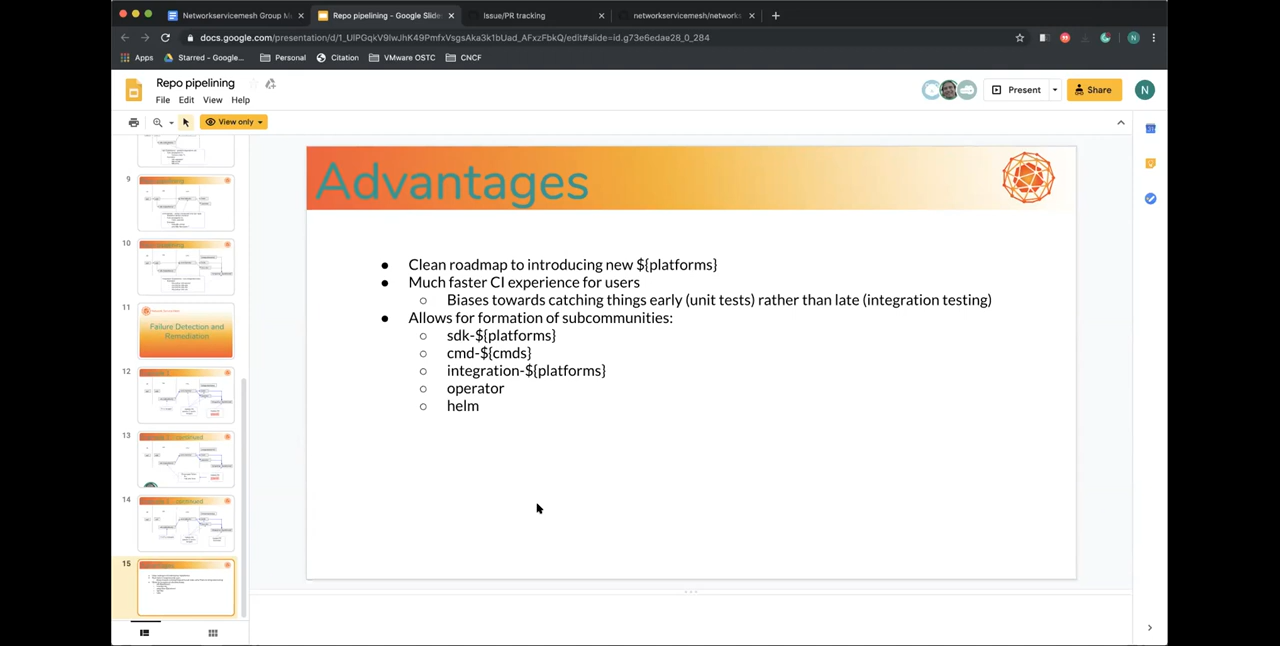 Networkservicemesh Group M
Repo pipelining - Google Slide
Issue/PR tracking
networkservicemesh/networks
docs.google.com/presentation/d/1_UIPGqkV9IwJhK49PmfxVsgsAka3k1bUad_AFxzFbkQ/edit#slide=id.g73e6edae28_0_284
Apps
Starred - Google...
Personal
Citation
VMware OSTC
CNCF
Repo pipelining
File Edit View Help
Present
Share
N
View only
9
10
11
Failure Detection and
Remediation
12
13
14
15
Advantages
Advantages
● Clean roadmap to introducing new ${platforms}
● Much faster CI experience for users
○ Biases towards catching things early (unit tests) rather than late (integration testing)
● Allows for formation of subcommunities:
○ sdk-${platforms}
○ cmd-${cmds}
○ integration-${platforms}
○ operator
○ helm